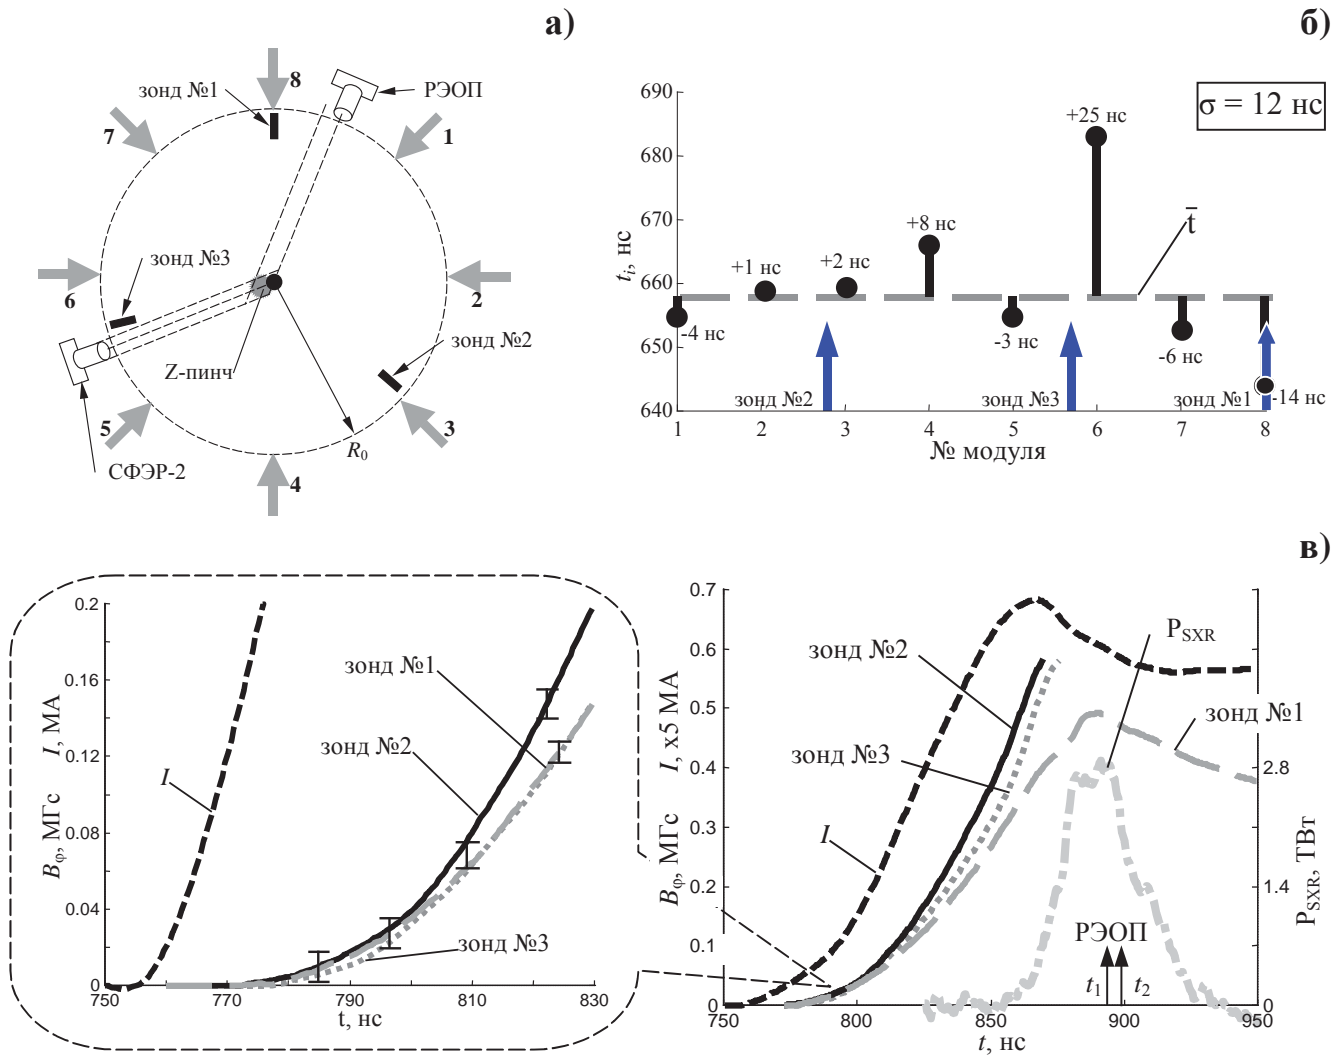 а)
зонд №1
8
РЭОП
7
1
зонд №3
6
2
зонд №2
Z-пинч
5
3
R0
СФЭР-2
4
б)
σ = 12 нс
690
680
670
660
650
640
ti, нс
+25 нс
+8 нс
t̄
+1 нс
+2 нс
-4 нс
-3 нс
-6 нс
-14 нс
зонд №2
зонд №3
зонд №1
1
2
3
4
5
6
7
8
№ модуля
0.2
0.16
0.12
0.08
0.04
0
Bφ, МГс
I, МА
зонд №1
зонд №2
I
зонд №3
750
770
790
810
830
t, нс
в)
0.7
0.6
0.5
0.4
0.3
0.2
0.1
0
Bφ, МГс
I, x5 МА
PSXR
зонд №2
зонд №1
зонд №3
I
2.8
1.4
0
PSXR, ТВт
РЭОП
t1
t2
750
800
850
900
950
t, нс